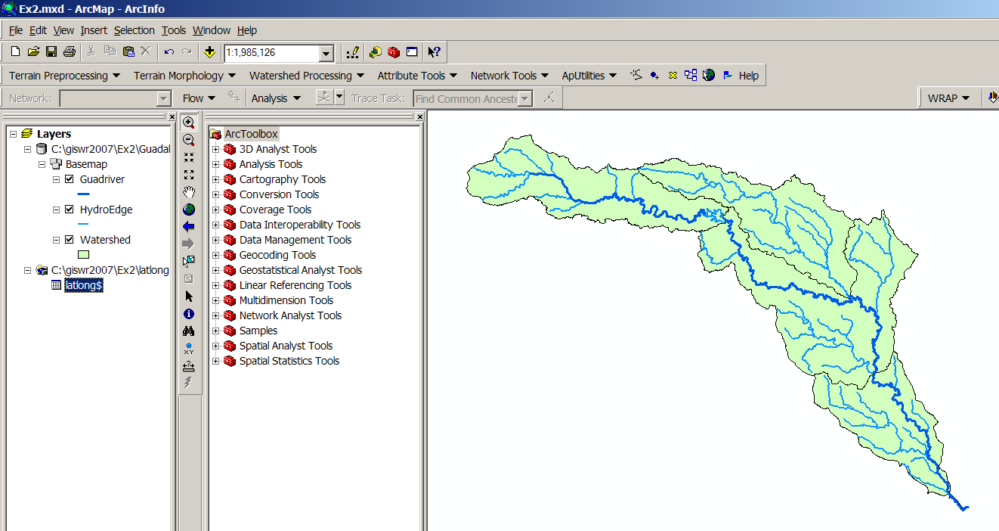 Ex2.mxd - ArcMap - ArcInfo
File Edit View Insert Selection Tools Window Help
1:1,985,126
Terrain Preprocessing Terrain Morphology Watershed Processing Attribute Tools Network Tools ApUtilities Help
Network: Flow Analysis Trace Task: Find Common Ancest WRAP
Layers
C:\giswr2007\Ex2\Guadal
Basemap
Guadriver
HydroEdge
Watershed
C:\giswr2007\Ex2\latlong
latlong$
XY
ArcToolbox
3D Analyst Tools
Analysis Tools
Cartography Tools
Conversion Tools
Coverage Tools
Data Interoperability Tools
Data Management Tools
Geocoding Tools
Geostatistical Analyst Tools
Linear Referencing Tools
Multidimension Tools
Network Analyst Tools
Samples
Spatial Analyst Tools
Spatial Statistics Tools